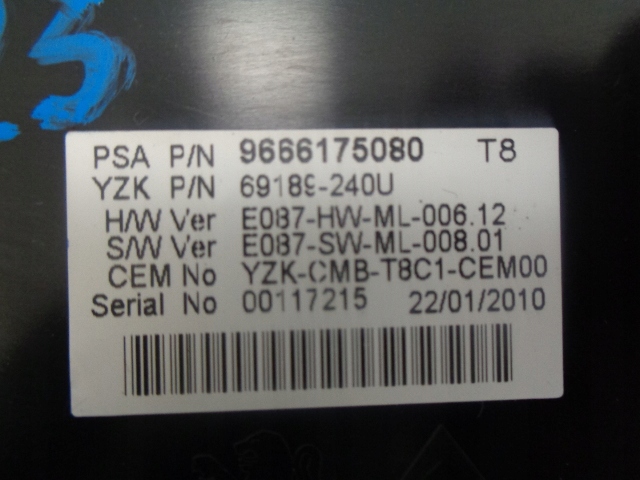 23
PSA P/N 9666175080 T8
YZK P/N 69189-240U
H/W Ver E087-HW-ML-006.12
S/W Ver E087-SW-ML-008.01
CEM No YZK-CMB-T8C1-CEM00
Serial No 00117215 22/01/2010